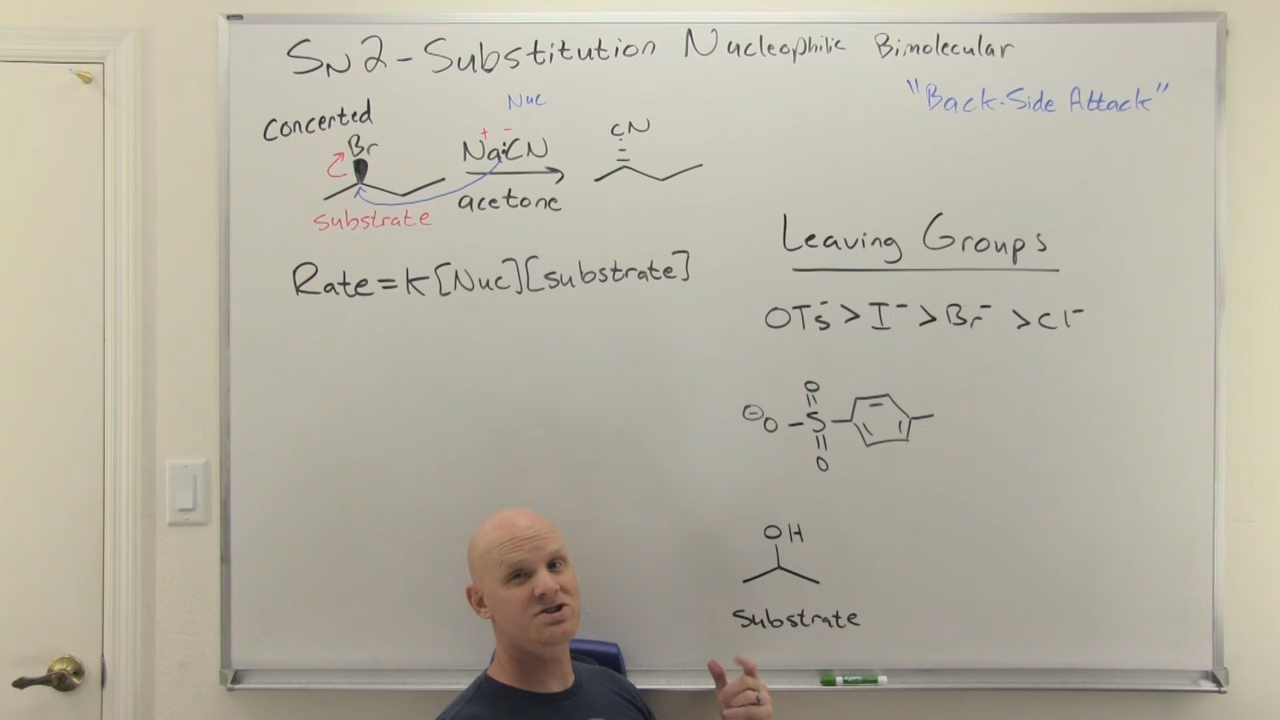 SN2 - Substitution Nucleophilic Bimolecular
"Back-Side Attack"
Concerted
Nuc
Br
+ -
Na:CN
acetone
substrate
CN
Rate = k [Nuc][substrate]
Leaving Groups
OTs⁻ > I⁻ > Br⁻ > Cl⁻
O
⊖O - S
O
OH
Substrate